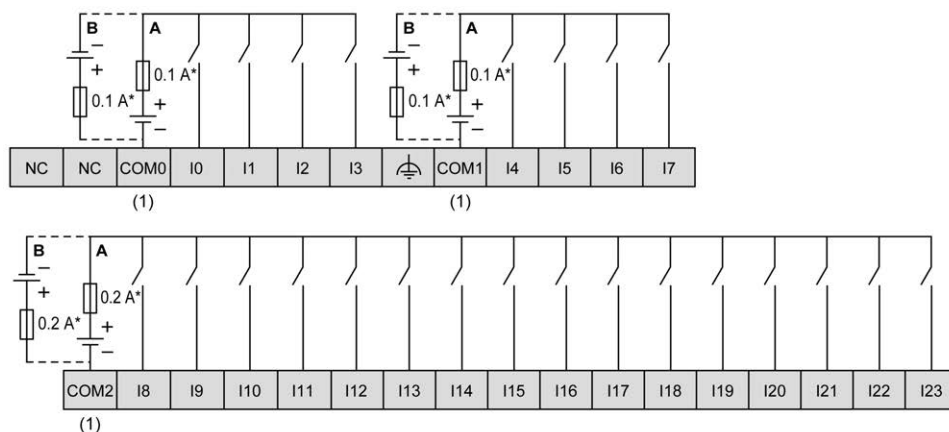 B A B A
− −
+ 0.1 A* + 0.1 A*
0.1 A* + 0.1 A* +
− −
NC NC COM0 I0 I1 I2 I3 COM1 I4 I5 I6 I7
(1) (1)
B A
−
+ 0.2 A*
0.2 A* +
−
COM2 I8 I9 I10 I11 I12 I13 I14 I15 I16 I17 I18 I19 I20 I21 I22 I23
(1)